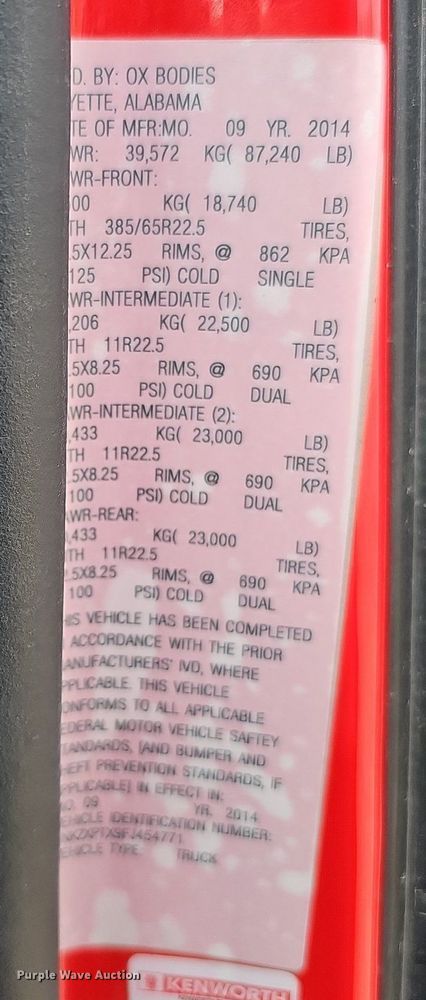 D. BY: OX BODIES
YETTE, ALABAMA
TE OF MFR:MO. 09 YR. 2014
WR: 39,572 KG( 87,240 LB)
WR-FRONT:
00 KG( 18,740 LB)
TH 385/65R22.5 TIRES,
.5X12.25 RIMS, @ 862 KPA
125 PSI) COLD SINGLE
WR-INTERMEDIATE (1):
,206 KG( 22,500 LB)
TH 11R22.5 TIRES,
.5X8.25 RIMS, @ 690 KPA
100 PSI) COLD DUAL
WR-INTERMEDIATE (2):
,433 KG( 23,000 LB)
TH 11R22.5 TIRES,
.5X8.25 RIMS, @ 690 KPA
100 PSI) COLD DUAL
WR-REAR:
,433 KG( 23,000 LB)
TH 11R22.5 TIRES,
.5X8.25 RIMS, @ 690 KPA
100 PSI) COLD DUAL
IS VEHICLE HAS BEEN COMPLETED
ACCORDANCE WITH THE PRIOR
ANUFACTURERS' IVD, WHERE
PPLICABLE. THIS VEHICLE
ONFORMS TO ALL APPLICABLE
EDERAL MOTOR VEHICLE SAFTEY
TANDARDS, [AND BUMPER AND
HEFT PREVENTION STANDARDS, IF
PPLICABLE] IN EFFECT IN:
O. 09 YR. 2014
EHICLE IDENTIFICATION NUMBER:
EHICLE TYPE: TRUCK
KENWORTH
Purple Wave Auction